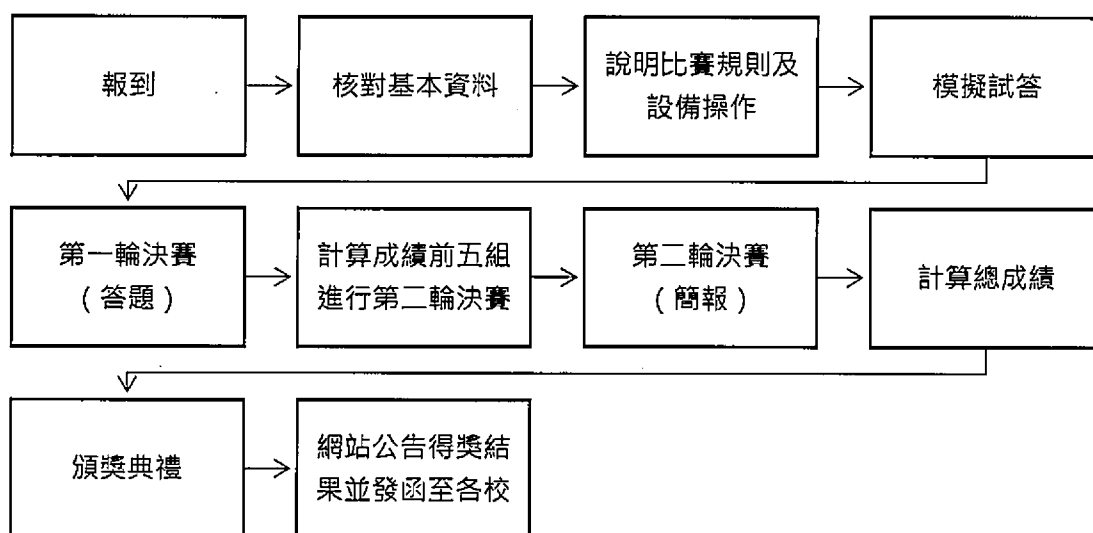 報到
核對基本資料
說明比賽規則及
設備操作
模擬試答
第一輪決賽
(答題)
計算成績前五組
進行第二輪決賽
第二輪決賽
(簡報)
計算總成績
頒獎典禮
網站公告得獎結
果並發函至各校